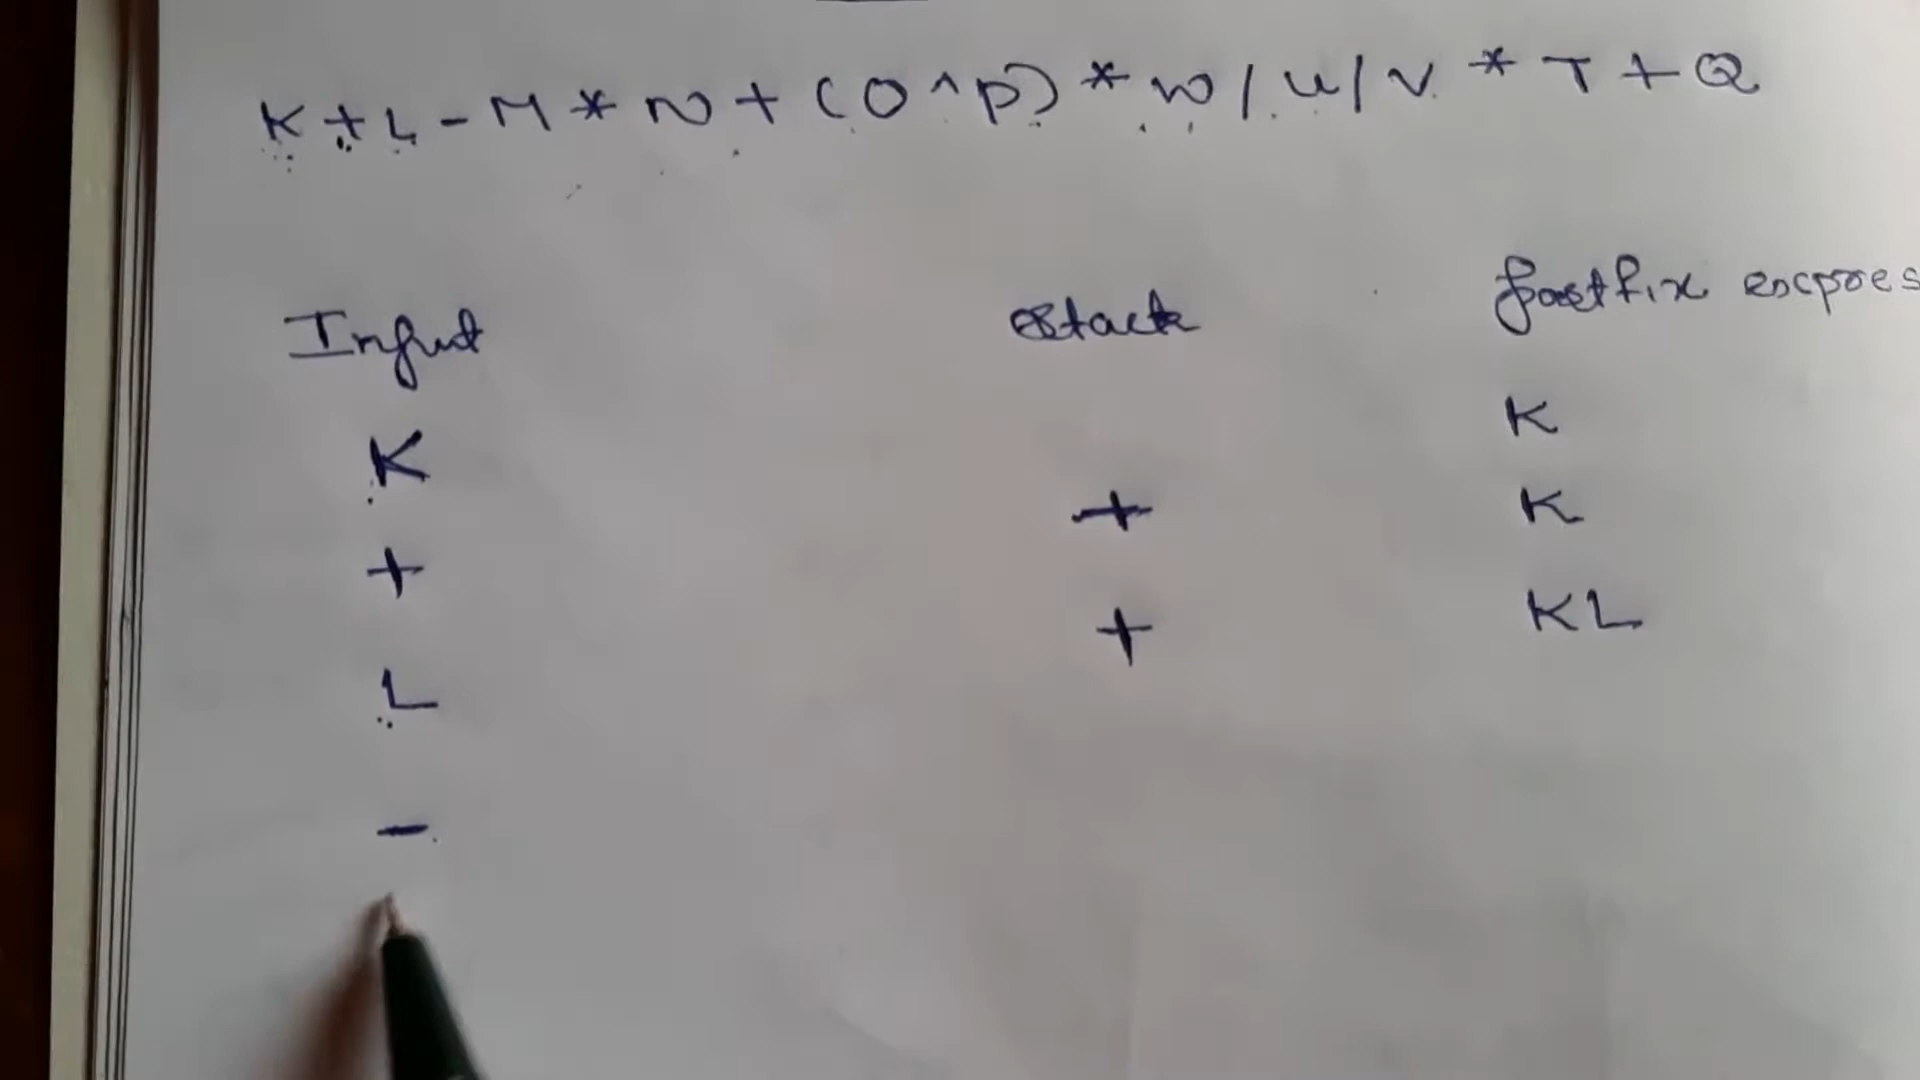 K + L - M * N + (O ^ P) * W / U / V * T + Q
Input Stack Postfix expres
K K
+ + K
L + KL
-